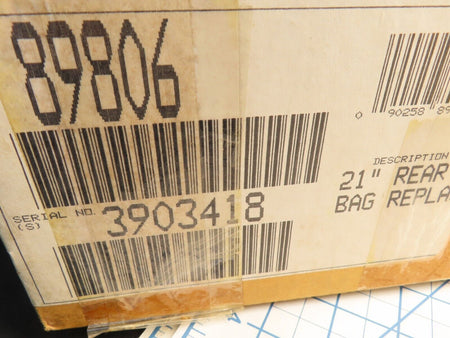 89806
0 90258 89
DESCRIPTION
21" REAR
BAG REPLA
SERIAL NO.
(S)
3903418